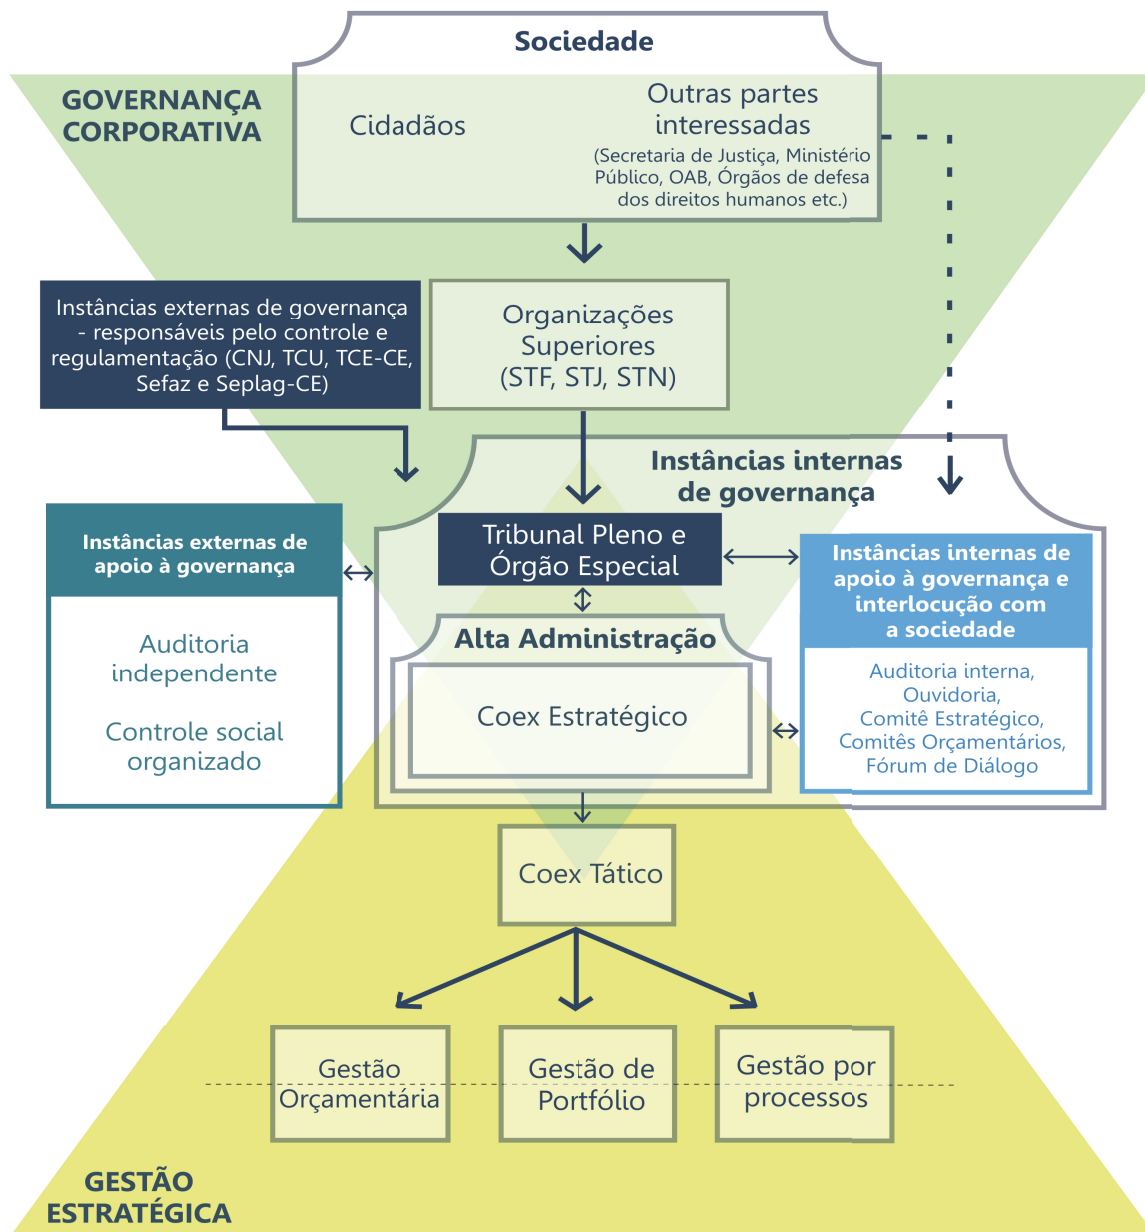 Sociedade
GOVERNANÇA
CORPORATIVA
Cidadãos
Outras partes
interessadas
(Secretaria de Justiça, Ministério
Público, OAB, Órgãos de defesa
dos direitos humanos etc.)
Instâncias externas de governança
- responsáveis pelo controle e
regulamentação (CNJ, TCU, TCE-CE,
Sefaz e Seplag-CE)
Organizações
Superiores
(STF, STJ, STN)
Instâncias internas
de governança
Instâncias externas de
apoio à governança
Auditoria
independente
Controle social
organizado
Tribunal Pleno e
Órgão Especial
Alta Administração
Coex Estratégico
Instâncias internas de
apoio à governança e
interlocução com
a sociedade
Auditoria interna,
Ouvidoria,
Comitê Estratégico,
Comitês Orçamentários,
Fórum de Diálogo
Coex Tático
Gestão
Orçamentária
Gestão de
Portfólio
Gestão por
processos
GESTÃO
ESTRATÉGICA